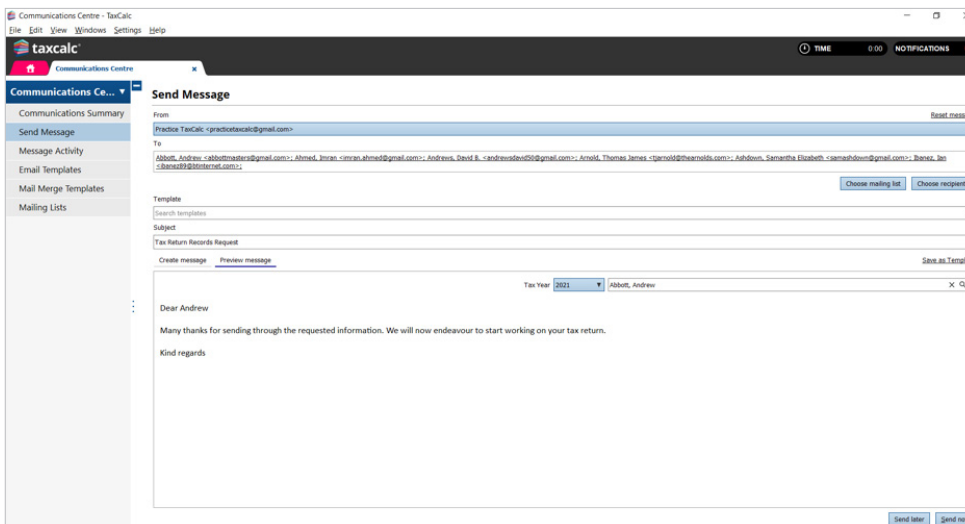 Communications Centre - TaxCalc
File Edit View Windows Settings Help
taxcalc
TIME 0:00 NOTIFICATIONS
Communications Centre x
Communications Ce... ▼
Communications Summary
Send Message
Message Activity
Email Templates
Mail Merge Templates
Mailing Lists
Send Message
From Reset messa
Practice TaxCalc <practicetaxcalc@gmail.com>
To
Abbott, Andrew <abbottmasters@gmail.com>; Ahmed, Imran <imran.ahmed@gmail.com>; Andrews, David B. <andrewsdavid50@gmail.com>; Arnold, Thomas James <tjarnold@thearnolds.com>; Ashdown, Samantha Elizabeth <samashdown@gmail.com>; Ibanez, Ian
<ibanez89@btinternet.com>;
Choose mailing list Choose recipient
Template
Search templates
Subject
Tax Return Records Request
Create message Preview message Save as Templ
Tax Year 2021 ▼ Abbott, Andrew X
Dear Andrew
Many thanks for sending through the requested information. We will now endeavour to start working on your tax return.
Kind regards
Send later Send no